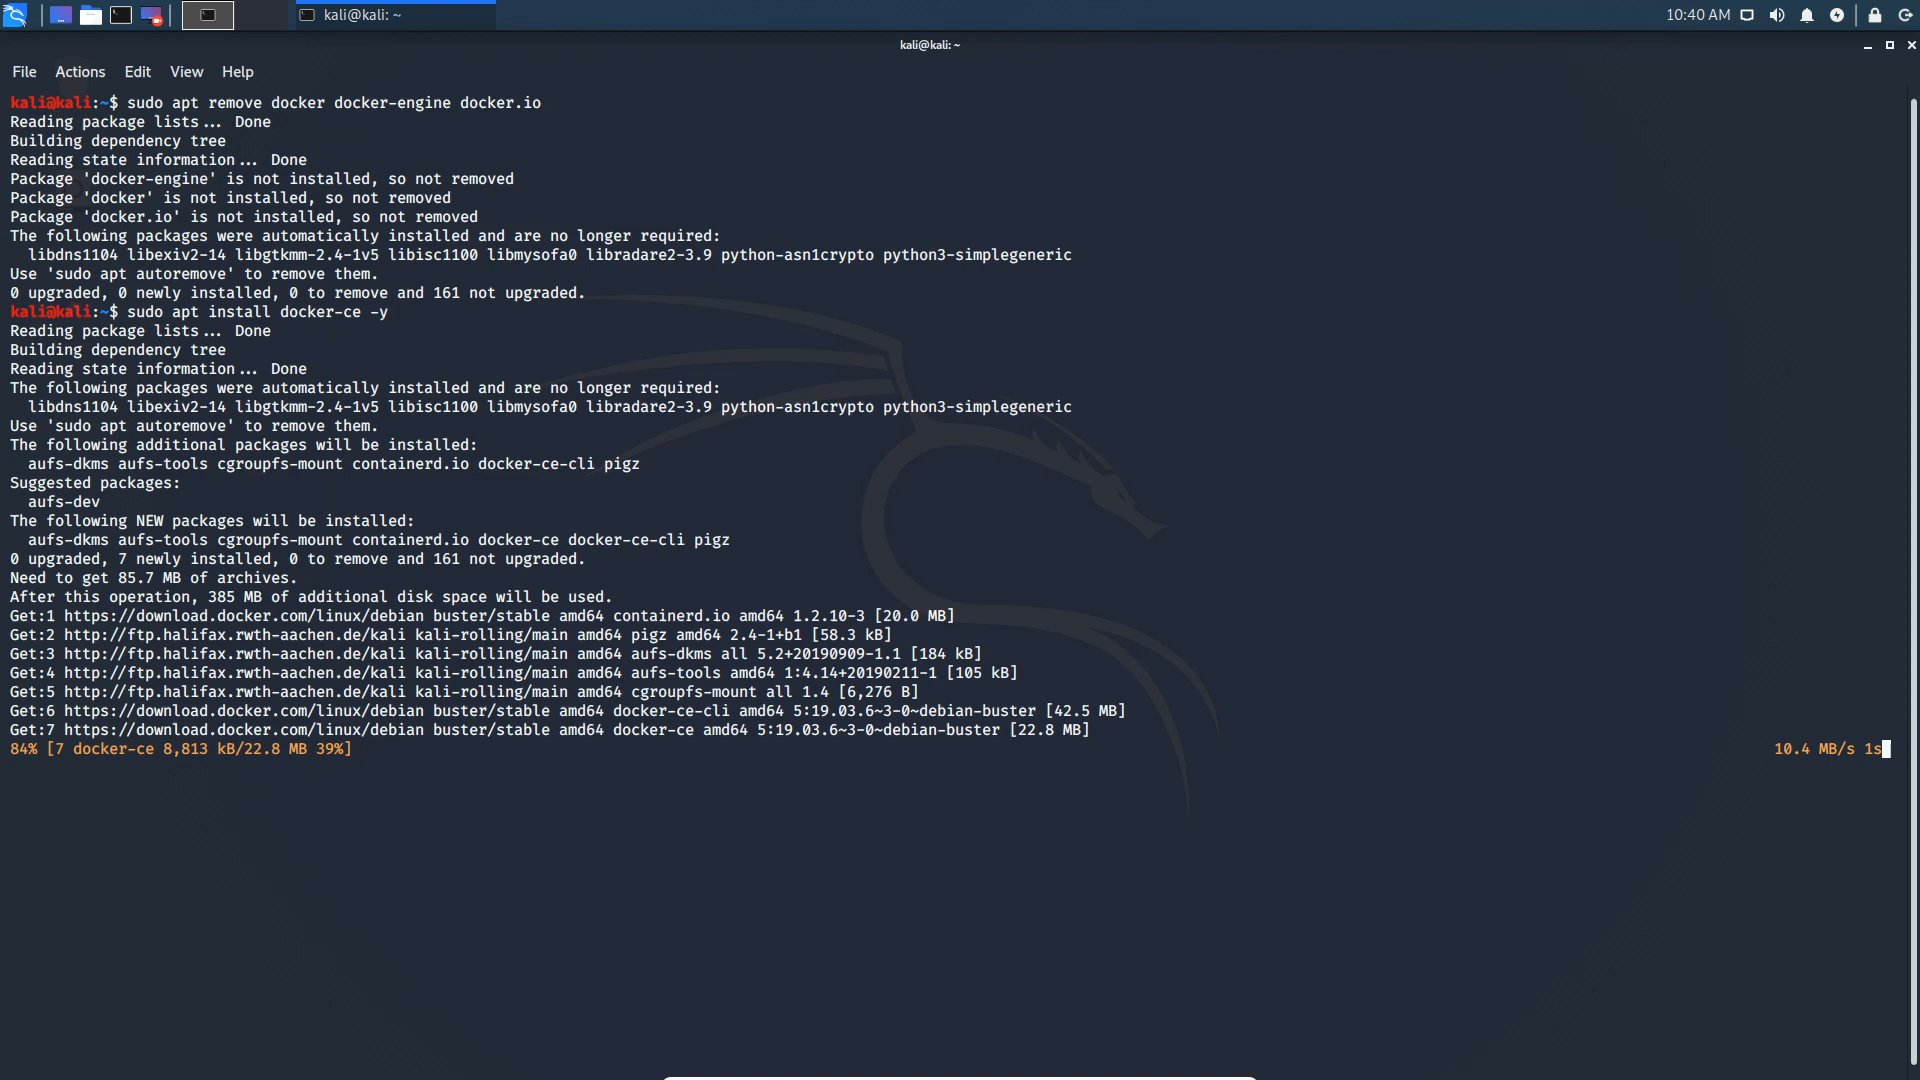 kali@kali: ~
10:40 AM
kali@kali: ~
File Actions Edit View Help
kali@kali:~$ sudo apt remove docker docker-engine docker.io
Reading package lists... Done
Building dependency tree
Reading state information... Done
Package 'docker-engine' is not installed, so not removed
Package 'docker' is not installed, so not removed
Package 'docker.io' is not installed, so not removed
The following packages were automatically installed and are no longer required:
  libdns1104 libexiv2-14 libgtkmm-2.4-1v5 libisc1100 libmysofa0 libradare2-3.9 python-asn1crypto python3-simplegeneric
Use 'sudo apt autoremove' to remove them.
0 upgraded, 0 newly installed, 0 to remove and 161 not upgraded.
kali@kali:~$ sudo apt install docker-ce -y
Reading package lists... Done
Building dependency tree
Reading state information... Done
The following packages were automatically installed and are no longer required:
  libdns1104 libexiv2-14 libgtkmm-2.4-1v5 libisc1100 libmysofa0 libradare2-3.9 python-asn1crypto python3-simplegeneric
Use 'sudo apt autoremove' to remove them.
The following additional packages will be installed:
  aufs-dkms aufs-tools cgroupfs-mount containerd.io docker-ce-cli pigz
Suggested packages:
  aufs-dev
The following NEW packages will be installed:
  aufs-dkms aufs-tools cgroupfs-mount containerd.io docker-ce docker-ce-cli pigz
0 upgraded, 7 newly installed, 0 to remove and 161 not upgraded.
Need to get 85.7 MB of archives.
After this operation, 385 MB of additional disk space will be used.
Get:1 https://download.docker.com/linux/debian buster/stable amd64 containerd.io amd64 1.2.10-3 [20.0 MB]
Get:2 http://ftp.halifax.rwth-aachen.de/kali kali-rolling/main amd64 pigz amd64 2.4-1+b1 [58.3 kB]
Get:3 http://ftp.halifax.rwth-aachen.de/kali kali-rolling/main amd64 aufs-dkms all 5.2+20190909-1.1 [184 kB]
Get:4 http://ftp.halifax.rwth-aachen.de/kali kali-rolling/main amd64 aufs-tools amd64 1:4.14+20190211-1 [105 kB]
Get:5 http://ftp.halifax.rwth-aachen.de/kali kali-rolling/main amd64 cgroupfs-mount all 1.4 [6,276 B]
Get:6 https://download.docker.com/linux/debian buster/stable amd64 docker-ce-cli amd64 5:19.03.6~3-0~debian-buster [42.5 MB]
Get:7 https://download.docker.com/linux/debian buster/stable amd64 docker-ce amd64 5:19.03.6~3-0~debian-buster [22.8 MB]
84% [7 docker-ce 8,813 kB/22.8 MB 39%] 10.4 MB/s 1s